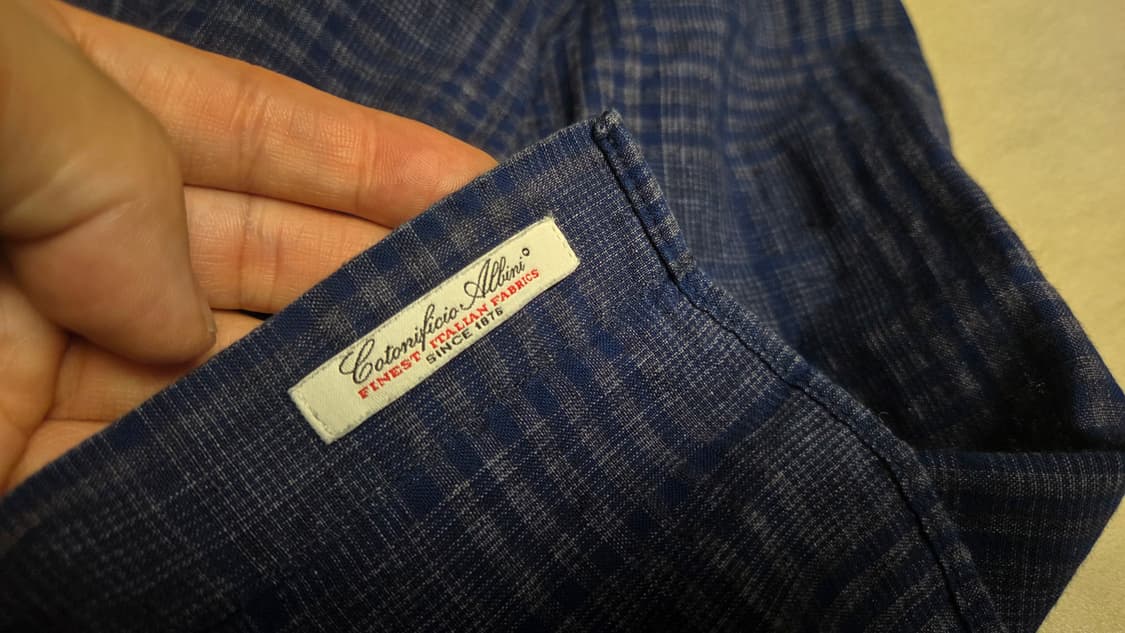 Cotonificio Albini
FINEST ITALIAN FABRICS
SINCE 1876